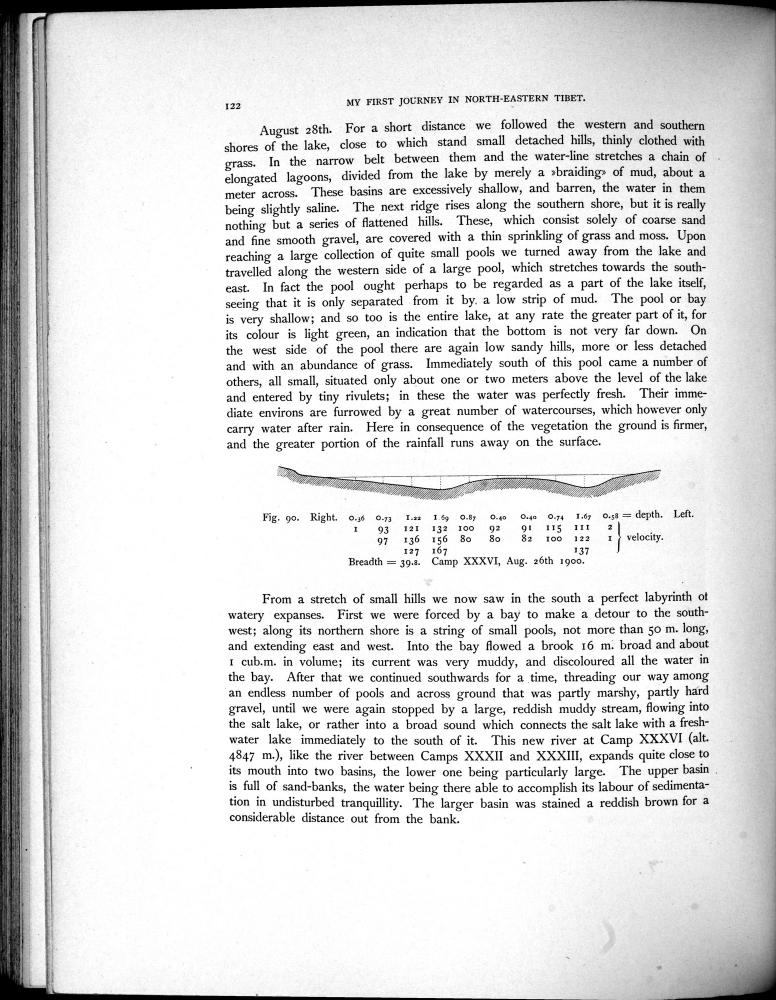 122
MY FIRST JOURNEY IN NORTH-EASTERN TIBET.
August 28th. For a short distance we followed the western and southern
shores of the lake, close to which stand small detached hills, thinly clothed with
grass. In the narrow belt between them and the water-line stretches a chain of
elongated lagoons, divided from the lake by merely a »braiding» of mud, about a
meter across. These basins are excessively shallow, and barren, the water in them
being slightly saline. The next ridge rises along the southern shore, but it is really
nothing but a series of flattened hills. These, which consist solely of coarse sand
and fine smooth gravel, are covered with a thin sprinkling of grass and moss. Upon
reaching a large collection of quite small pools we turned away from the lake and
travelled along the western side of a large pool, which stretches towards the south-
east. In fact the pool ought perhaps to be regarded as a part of the lake itself,
seeing that it is only separated from it by a low strip of mud. The pool or bay
is very shallow; and so too is the entire lake, at any rate the greater part of it, for
its colour is light green, an indication that the bottom is not very far down. On
the west side of the pool there are again low sandy hills, more or less detached
and with an abundance of grass. Immediately south of this pool came a number of
others, all small, situated only about one or two meters above the level of the lake
and entered by tiny rivulets; in these the water was perfectly fresh. Their imme-
diate environs are furrowed by a great number of watercourses, which however only
carry water after rain. Here in consequence of the vegetation the ground is firmer,
and the greater portion of the rainfall runs away on the surface.
Fig. 90. Right. 0.36 0.73 1.22 1 69 0.87 0.40 0.40 0.74 1.67 0.58 = depth. Left.
1 93 121 132 100 92 91 115 111 2
97 136 156 80 80 82 100 122 1 } velocity.
127 167 137
Breadth = 39.8. Camp XXXVI, Aug. 26th 1900.
From a stretch of small hills we now saw in the south a perfect labyrinth of
watery expanses. First we were forced by a bay to make a detour to the south-
west; along its northern shore is a string of small pools, not more than 50 m. long,
and extending east and west. Into the bay flowed a brook 16 m. broad and about
1 cub.m. in volume; its current was very muddy, and discoloured all the water in
the bay. After that we continued southwards for a time, threading our way among
an endless number of pools and across ground that was partly marshy, partly hard
gravel, until we were again stopped by a large, reddish muddy stream, flowing into
the salt lake, or rather into a broad sound which connects the salt lake with a fresh-
water lake immediately to the south of it. This new river at Camp XXXVI (alt.
4847 m.), like the river between Camps XXXII and XXXIII, expands quite close to
its mouth into two basins, the lower one being particularly large. The upper basin
is full of sand-banks, the water being there able to accomplish its labour of sedimenta-
tion in undisturbed tranquillity. The larger basin was stained a reddish brown for a
considerable distance out from the bank.